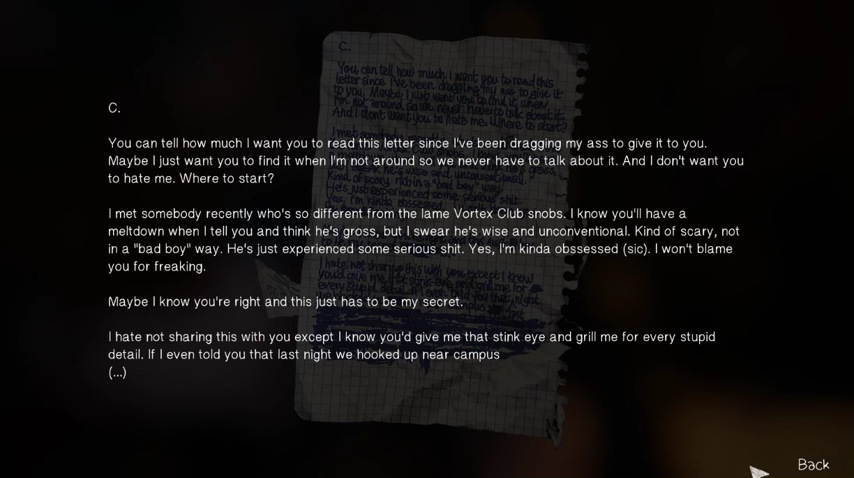 C.
You can tell how much I want you to read this letter since I've been dragging my ass to give it to you.
Maybe I just want you to find it when I'm not around so we never have to talk about it. And I don't want you
to hate me. Where to start?
I met somebody recently who's so different from the lame Vortex Club snobs. I know you'll have a
meltdown when I tell you and think he's gross, but I swear he's wise and unconventional. Kind of scary, not
in a "bad boy" way. He's just experienced some serious shit. Yes, I'm kinda obssessed (sic). I won't blame
you for freaking.
Maybe I know you're right and this just has to be my secret.
I hate not sharing this with you except I know you'd give me that stink eye and grill me for every stupid
detail. If I even told you that last night we hooked up near campus
(...)
Back